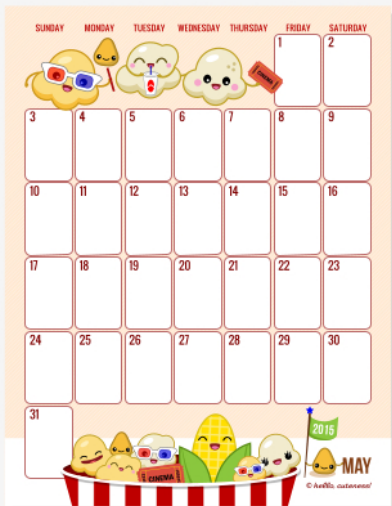 SUNDAY MONDAY TUESDAY WEDNESDAY THURSDAY FRIDAY SATURDAY
1 2
CINEMA
3 4 5 6 7 8 9
10 11 12 13 14 15 16
17 18 19 20 21 22 23
24 25 26 27 28 29 30
31
2015
CINEMA
MAY
© hello, cuteness!